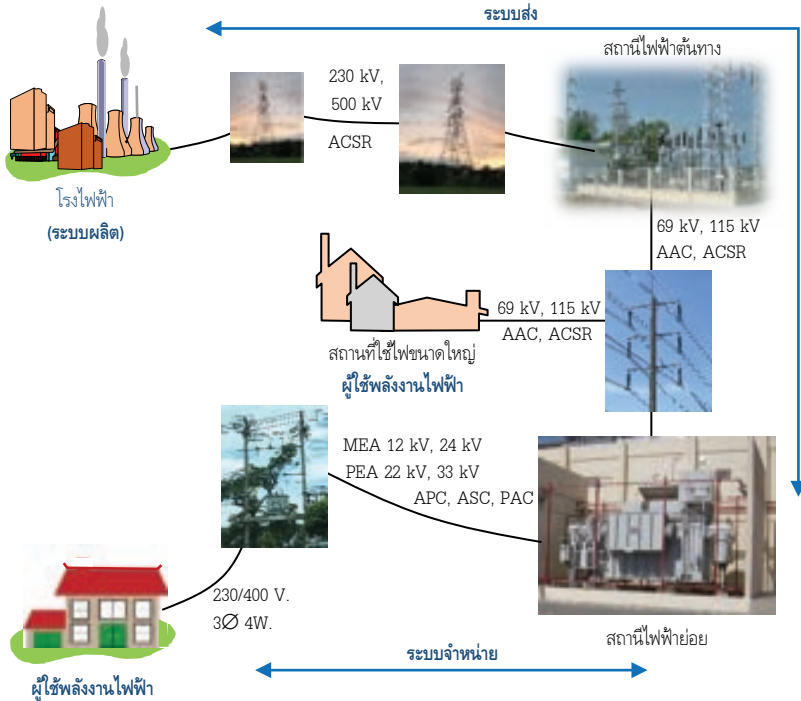 ระบบส่ง
สถานีไฟฟ้าต้นทาง
230 kV,
500 kV
ACSR
โรงไฟฟ้า
(ระบบผลิต)
69 kV, 115 kV
AAC, ACSR
69 kV, 115 kV
AAC, ACSR
สถานที่ใช้ไฟขนาดใหญ่
ผู้ใช้พลังงานไฟฟ้า
MEA 12 kV, 24 kV
PEA 22 kV, 33 kV
APC, ASC, PAC
230/400 V.
3Ø 4W.
สถานีไฟฟ้าย่อย
ระบบจำหน่าย
ผู้ใช้พลังงานไฟฟ้า